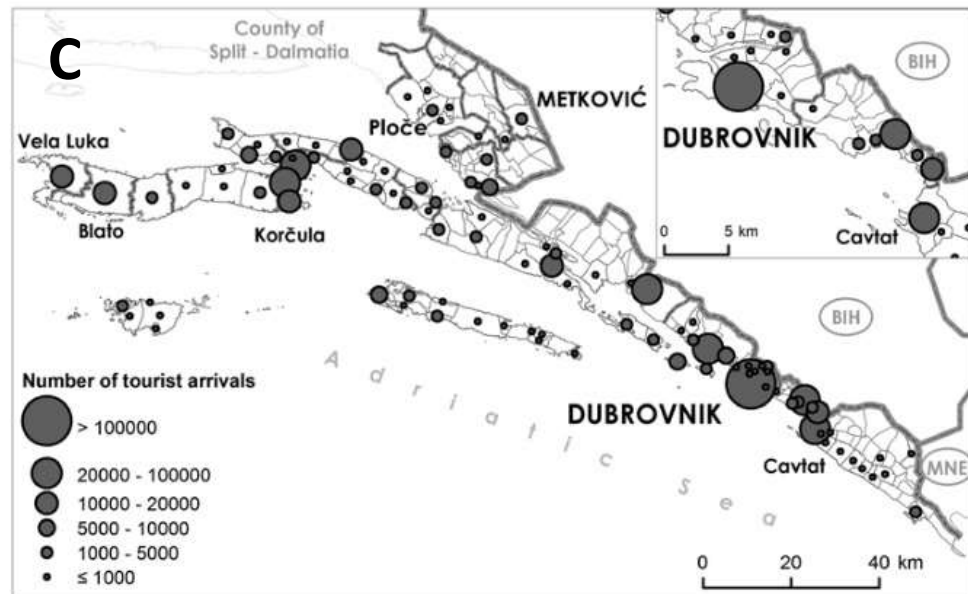 C
County of
Split - Dalmatia
METKOVIĆ
Ploče
Vela Luka
Blato
Korčula
BIH
DUBROVNIK
0 5 km
Cavtat
BIH
Adriatic Sea
DUBROVNIK
Cavtat
MNE
Number of tourist arrivals
> 100000
20000 - 100000
10000 - 20000
5000 - 10000
1000 - 5000
≤ 1000
0 20 40 km